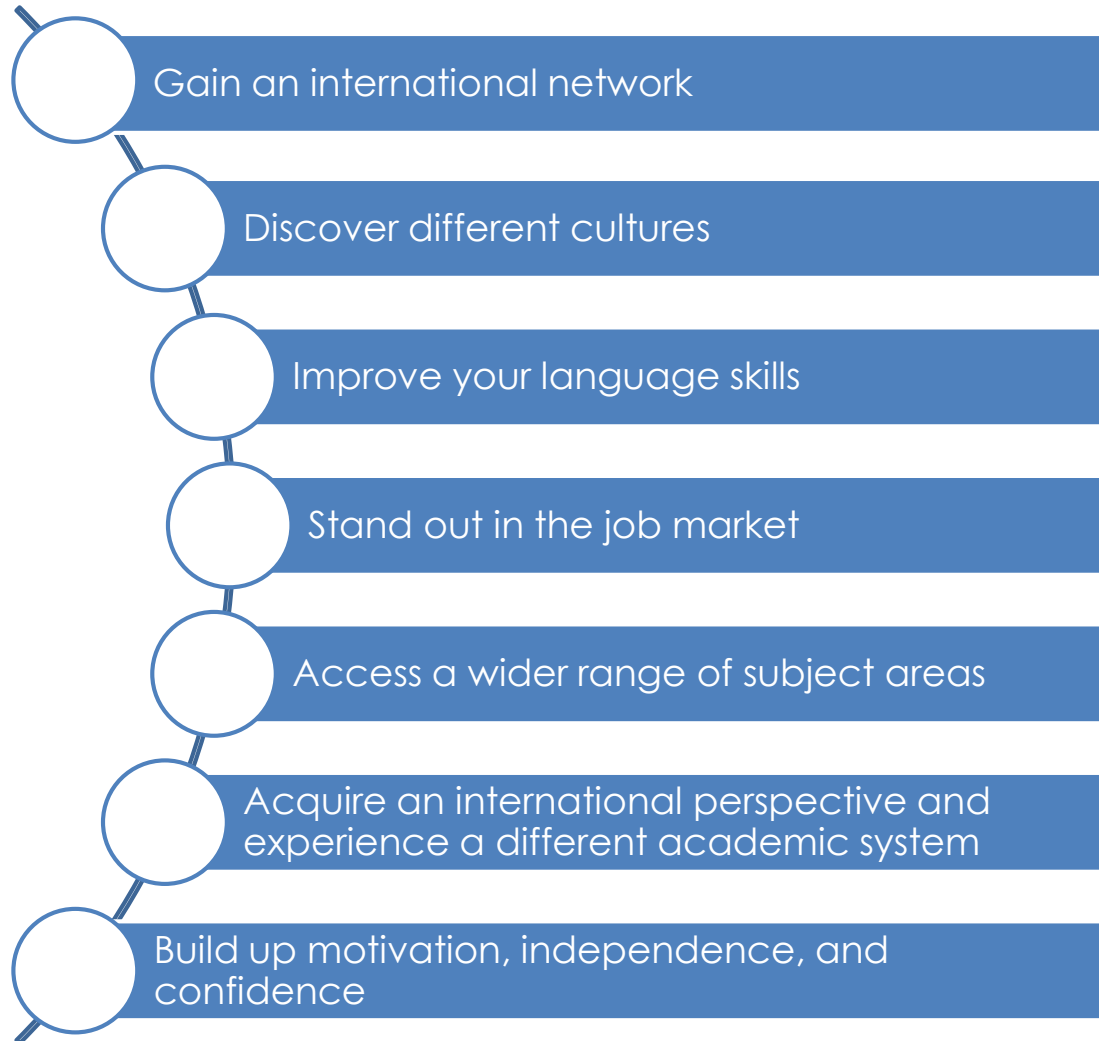 Gain an international network
Discover different cultures
Improve your language skills
Stand out in the job market
Access a wider range of subject areas
Acquire an international perspective and
experience a different academic system
Build up motivation, independence, and
confidence